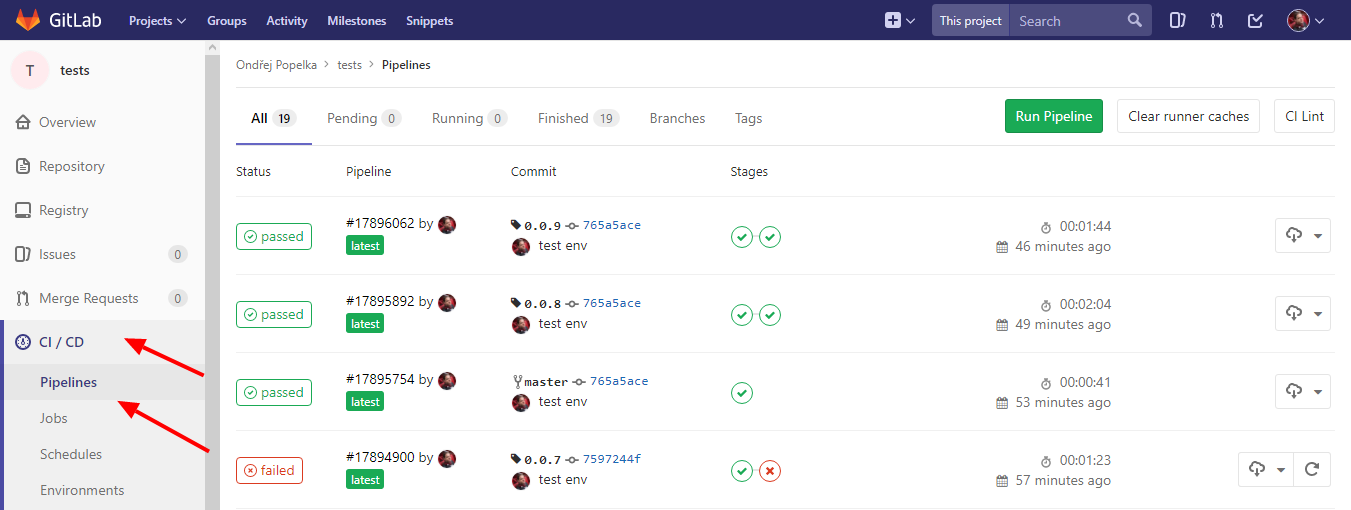 GitLab Projects Groups Activity Milestones Snippets This project Search
T tests
Overview
Repository
Registry
Issues 0
Merge Requests 0
CI / CD
Pipelines
Jobs
Schedules
Environments
Ondřej Popelka > tests > Pipelines
All 19 Pending 0 Running 0 Finished 19 Branches Tags Run Pipeline Clear runner caches CI Lint
Status Pipeline Commit Stages
passed #17896062 by latest 0.0.9 765a5ace 00:01:44
test env 46 minutes ago
passed #17895892 by latest 0.0.8 765a5ace 00:02:04
test env 49 minutes ago
passed #17895754 by latest master 765a5ace 00:00:41
test env 53 minutes ago
failed #17894900 by latest 0.0.7 7597244f 00:01:23
test env 57 minutes ago